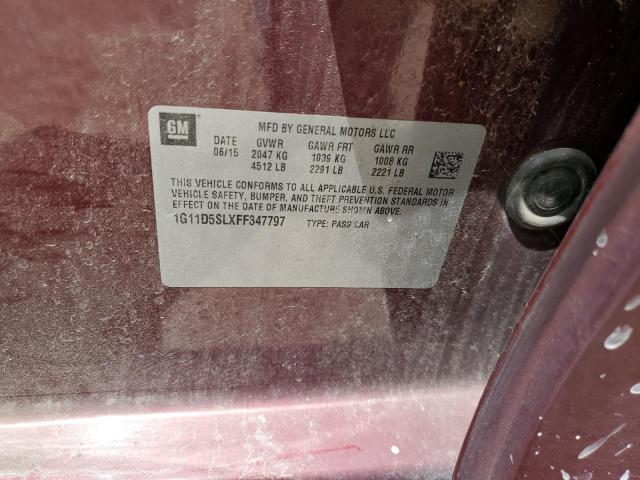 GM
MFD BY GENERAL MOTORS LLC
DATE GVWR GAWR FRT GAWR RR
06/15 2047 KG 1039 KG 1008 KG
4512 LB 2291 LB 2221 LB
THIS VEHICLE CONFORMS TO ALL APPLICABLE U.S. FEDERAL MOTOR
VEHICLE SAFETY, BUMPER, AND THEFT PREVENTION STANDARDS IN
EFFECT ON THE DATE OF MANUFACTURE SHOWN ABOVE.
1G11D5SLXFF347797 TYPE: PASS CAR